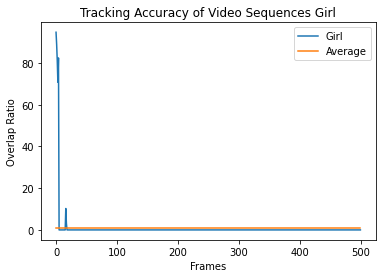 Tracking Accuracy of Video Sequences Girl
Girl
Average
Overlap Ratio
80
60
40
20
0
0 100 200 300 400 500
Frames